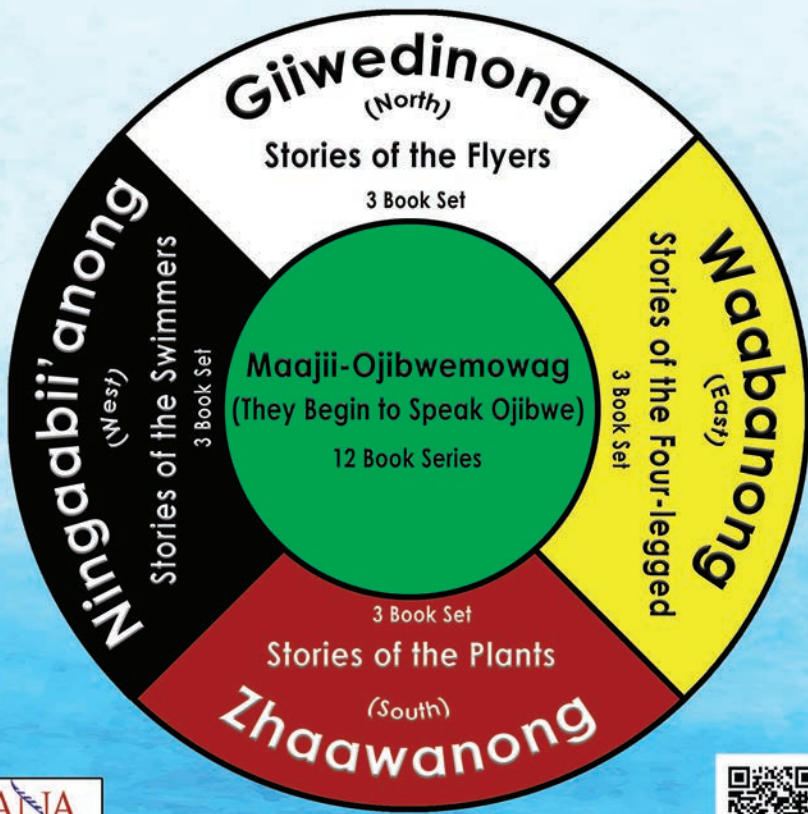 Giiwedinong
(North)
Stories of the Flyers
3 Book Set
Ningaabii'anong
(West)
Stories of the Swimmers
3 Book Set
Maajii-Ojibwemowag
(They Begin to Speak Ojibwe)
12 Book Series
Waabanong
(East)
Stories of the Four-legged
3 Book Set
3 Book Set
Stories of the Plants
(South)
Zhaawanong
ANA